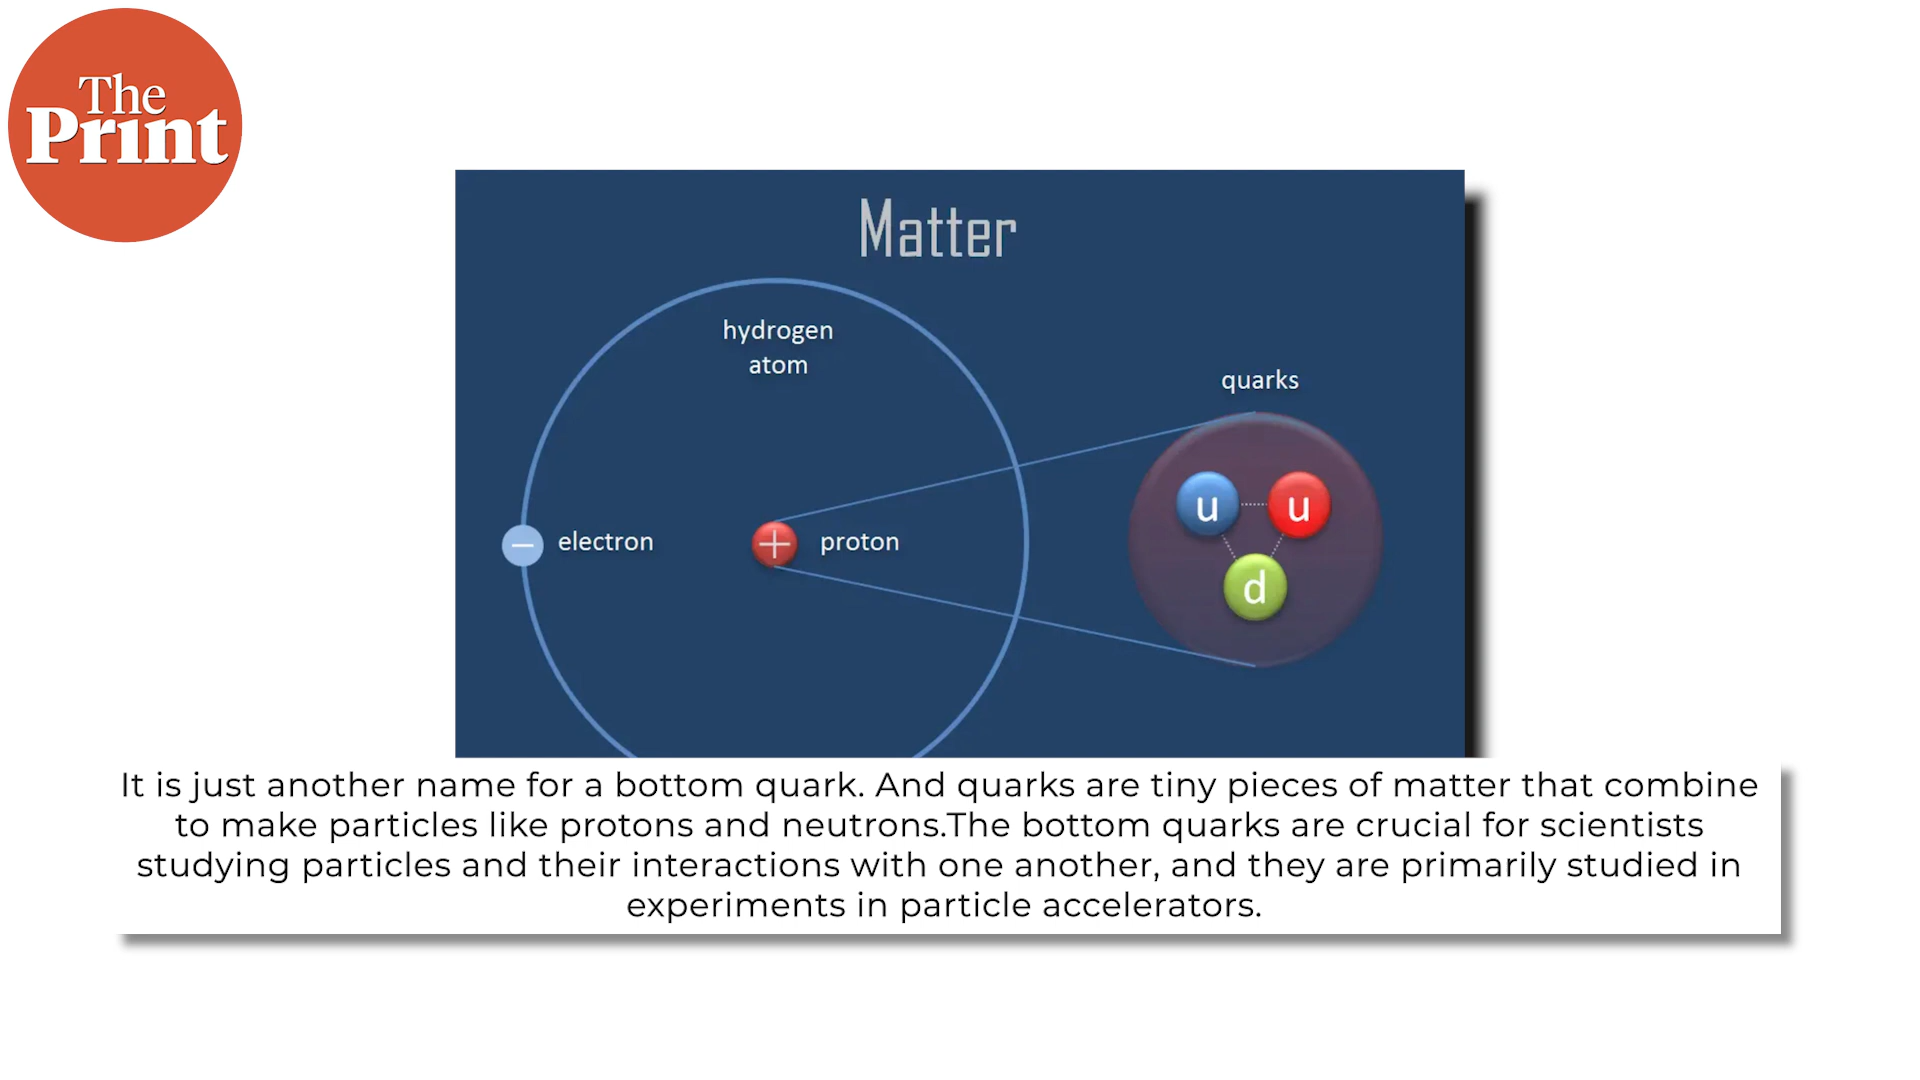 The
Print
Matter
hydrogen
atom
quarks
u
u
d
−
electron
+
proton
It is just another name for a bottom quark. And quarks are tiny pieces of matter that combine
to make particles like protons and neutrons.The bottom quarks are crucial for scientists
studying particles and their interactions with one another, and they are primarily studied in
experiments in particle accelerators.